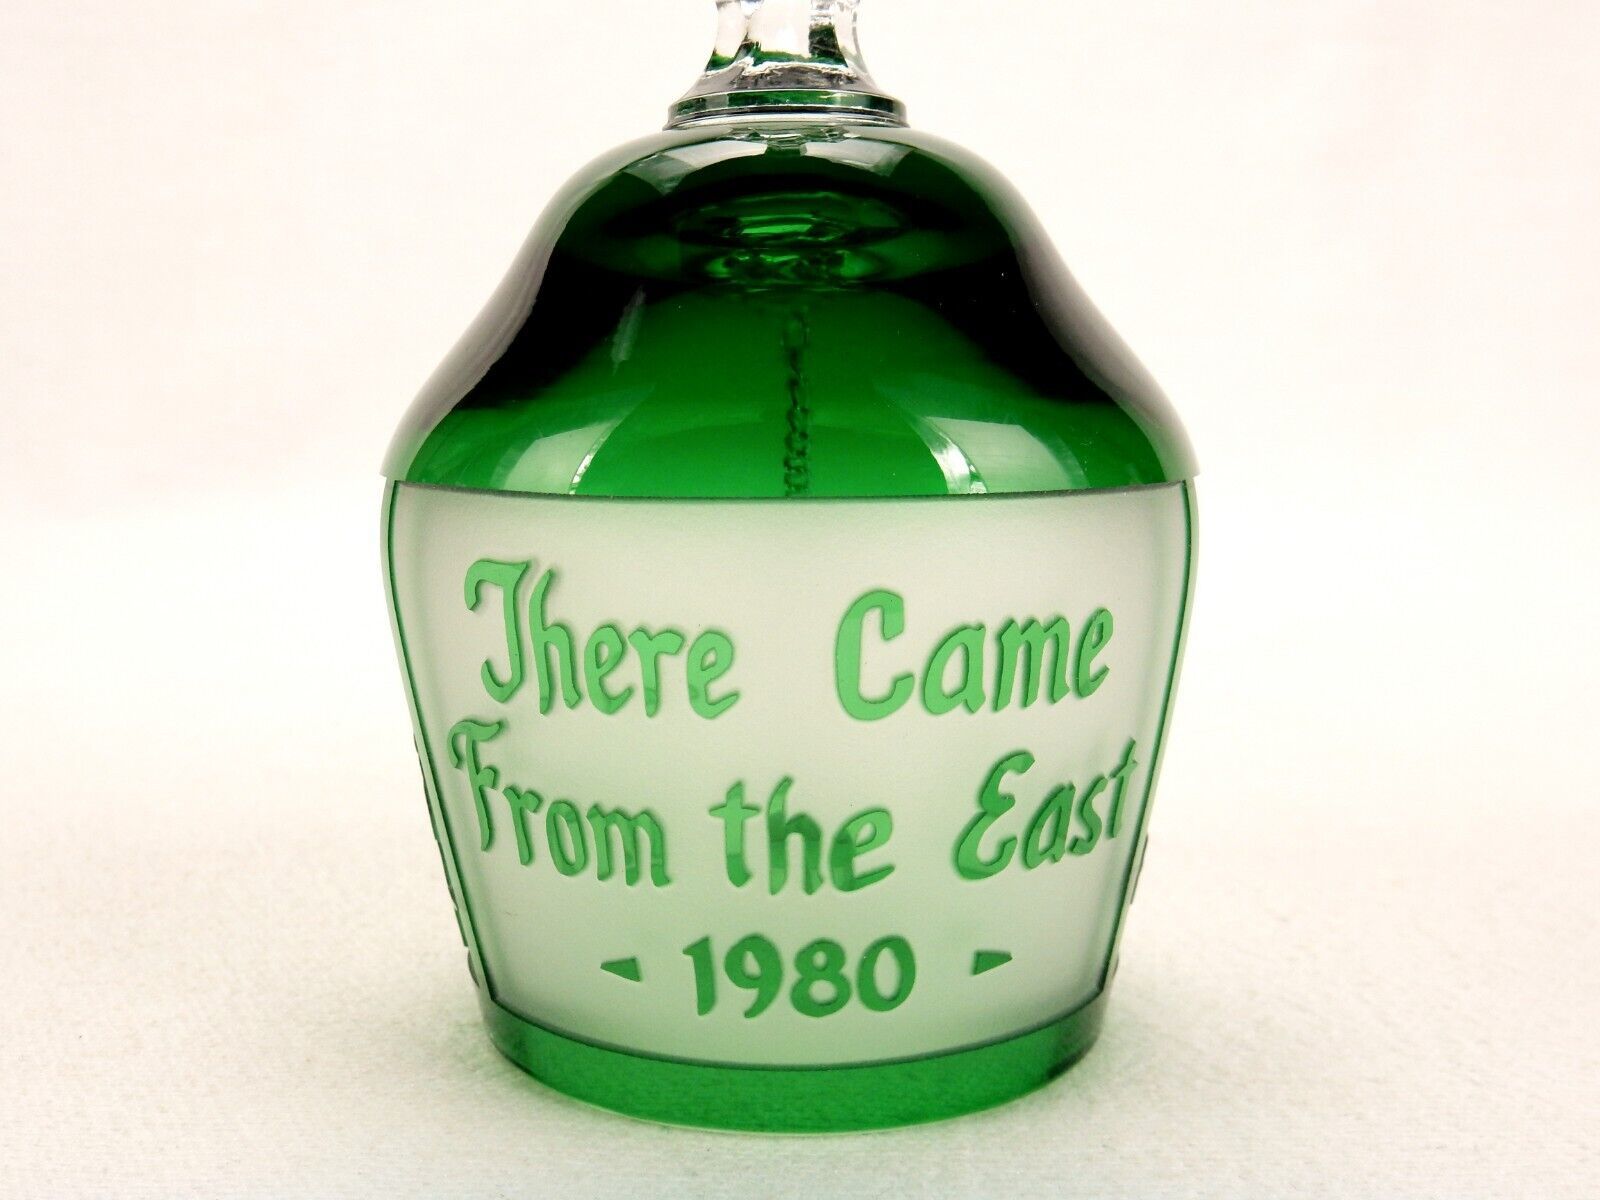 There Came
From the East
1980